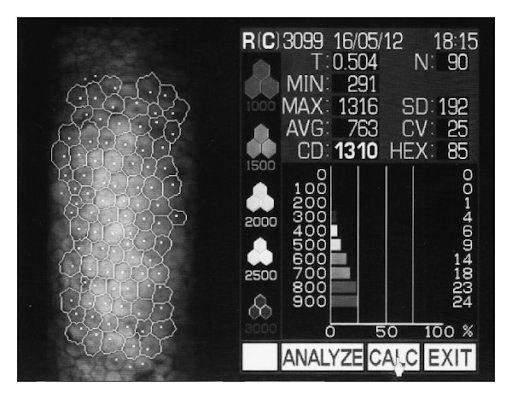 R(C) 3099 16/05/12 18:15
T: 0.504 N: 90
MIN: 291
MAX: 1316 SD: 192
AVG: 763 CV: 25
CD: 1310 HEX: 85
1000
1500
2000
2500
3000
0 0
100 0
200 1
300 4
400 6
500 9
600 14
700 18
800 23
900 24
0 50 100 %
ANALYZE CALC EXIT